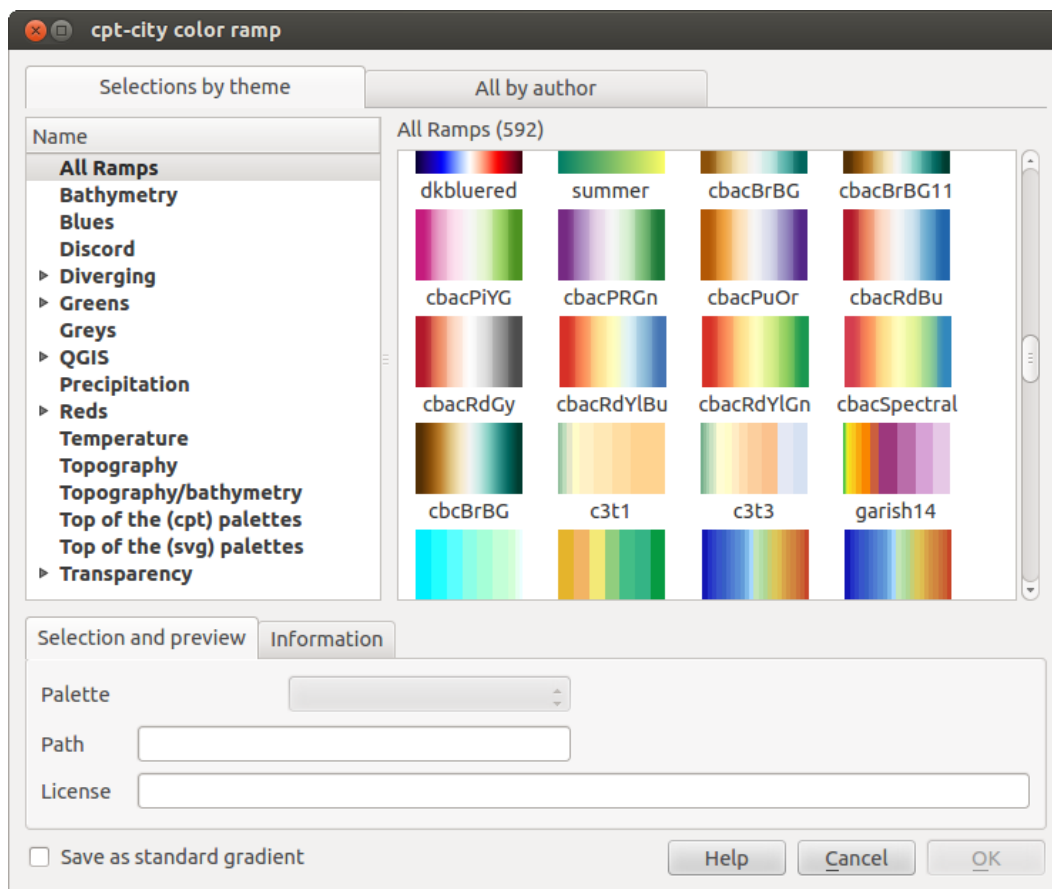 cpt-city color ramp
Selections by theme
All by author
Name
All Ramps
Bathymetry
Blues
Discord
Diverging
Greens
Greys
QGIS
Precipitation
Reds
Temperature
Topography
Topography/bathymetry
Top of the (cpt) palettes
Top of the (svg) palettes
Transparency
All Ramps (592)
dkbluered summer cbacBrBG cbacBrBG11
cbacPiYG cbacPRGn cbacPuOr cbacRdBu
cbacRdGy cbacRdYlBu cbacRdYlGn cbacSpectral
cbcBrBG c3t1 c3t3 garish14
Selection and preview
Information
Palette
Path
License
Save as standard gradient
Help
Cancel
OK